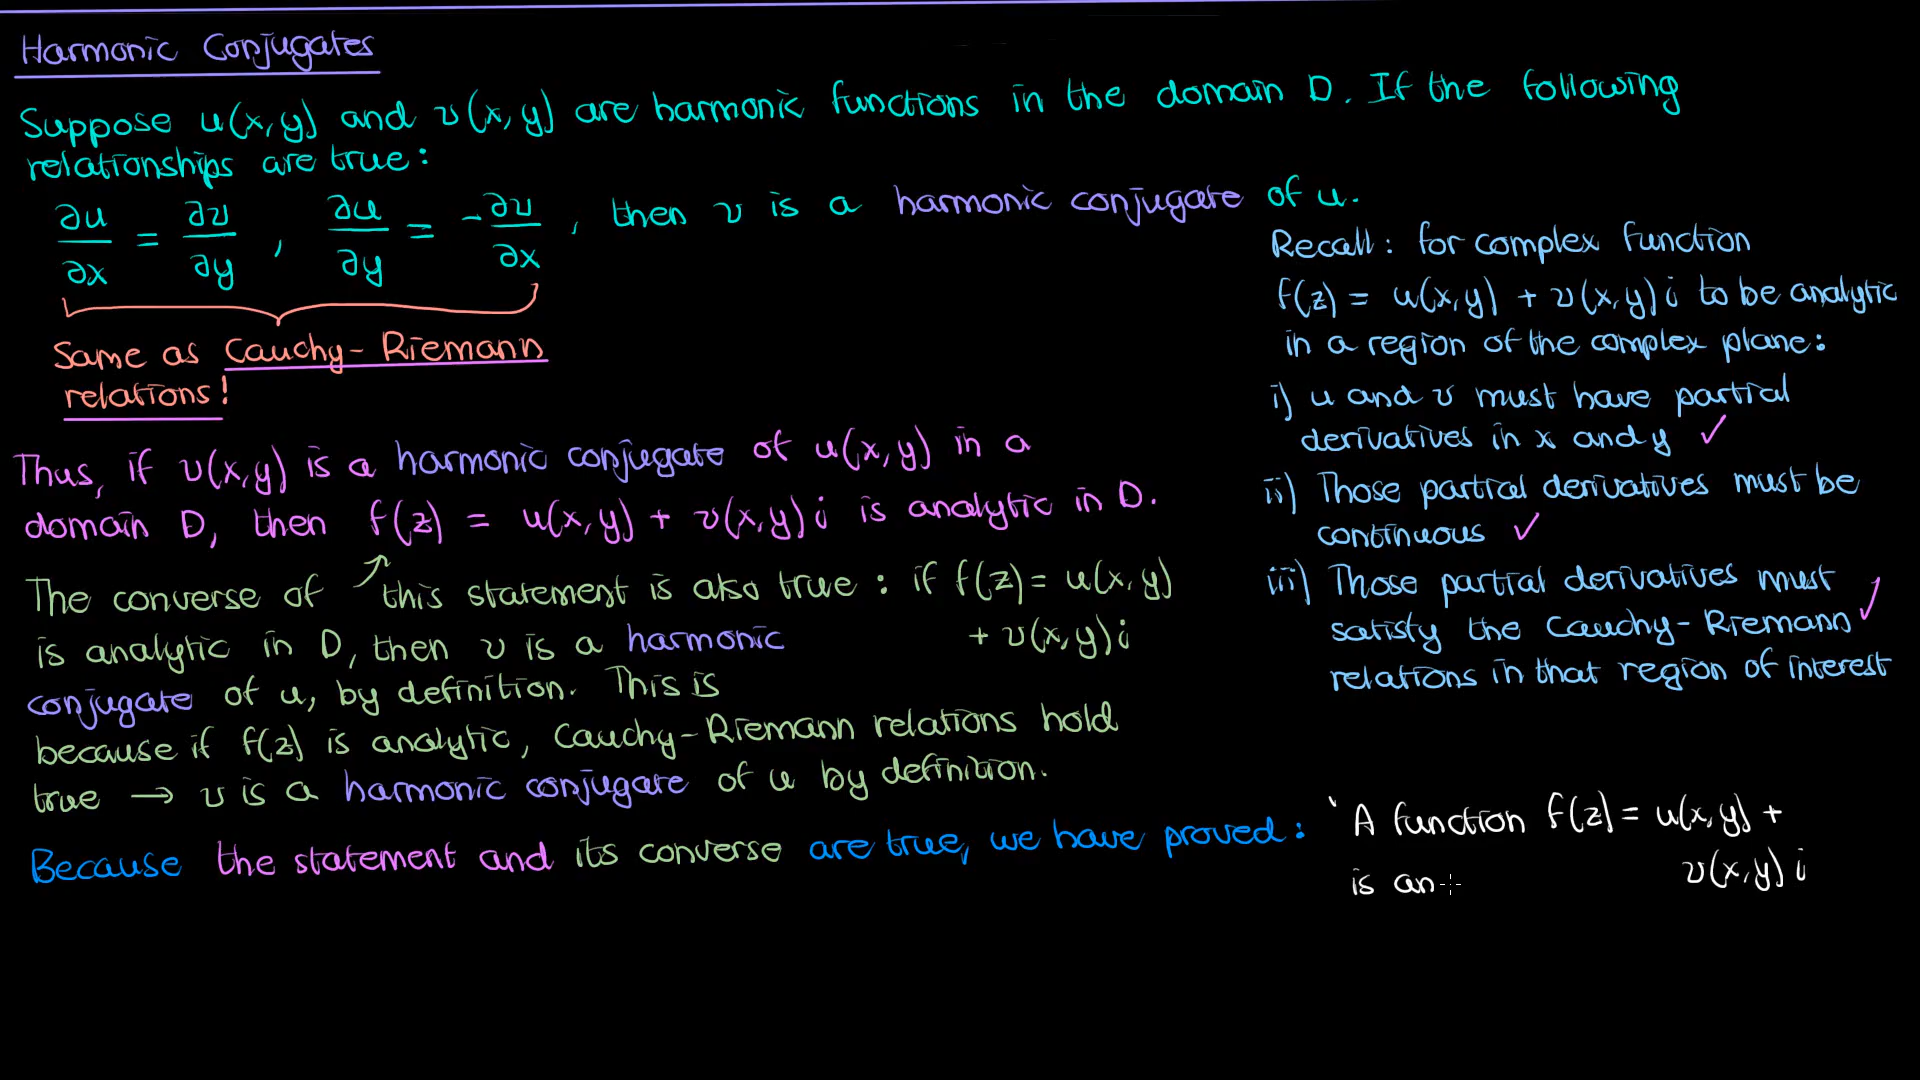 Harmonic Conjugates
Suppose u(x,y) and v(x,y) are harmonic functions in the domain D. If the following
relationships are true:
∂u/∂x = ∂v/∂y , ∂u/∂y = -∂v/∂x , then v is a harmonic conjugate of u.
Same as Cauchy-Riemann
relations!
Recall: for complex function
f(z) = u(x,y) + v(x,y)i to be analytic
in a region of the complex plane:
i) u and v must have partial
derivatives in x and y ✓
ii) Those partial derivatives must be
continuous ✓
iii) Those partial derivatives must
satisfy the Cauchy-Riemann ✓
relations in that region of interest
Thus, if v(x,y) is a harmonic conjugate of u(x,y) in a
domain D, then f(z) = u(x,y) + v(x,y)i is analytic in D.
The converse of this statement is also true: if f(z) = u(x,y)
+ v(x,y)i
is analytic in D, then v is a harmonic
conjugate of u, by definition. This is
because if f(z) is analytic, Cauchy-Riemann relations hold
true → v is a harmonic conjugate of u by definition.
Because the statement and its converse are true, we have proved:
' A function f(z) = u(x,y) +
v(x,y)i
is an